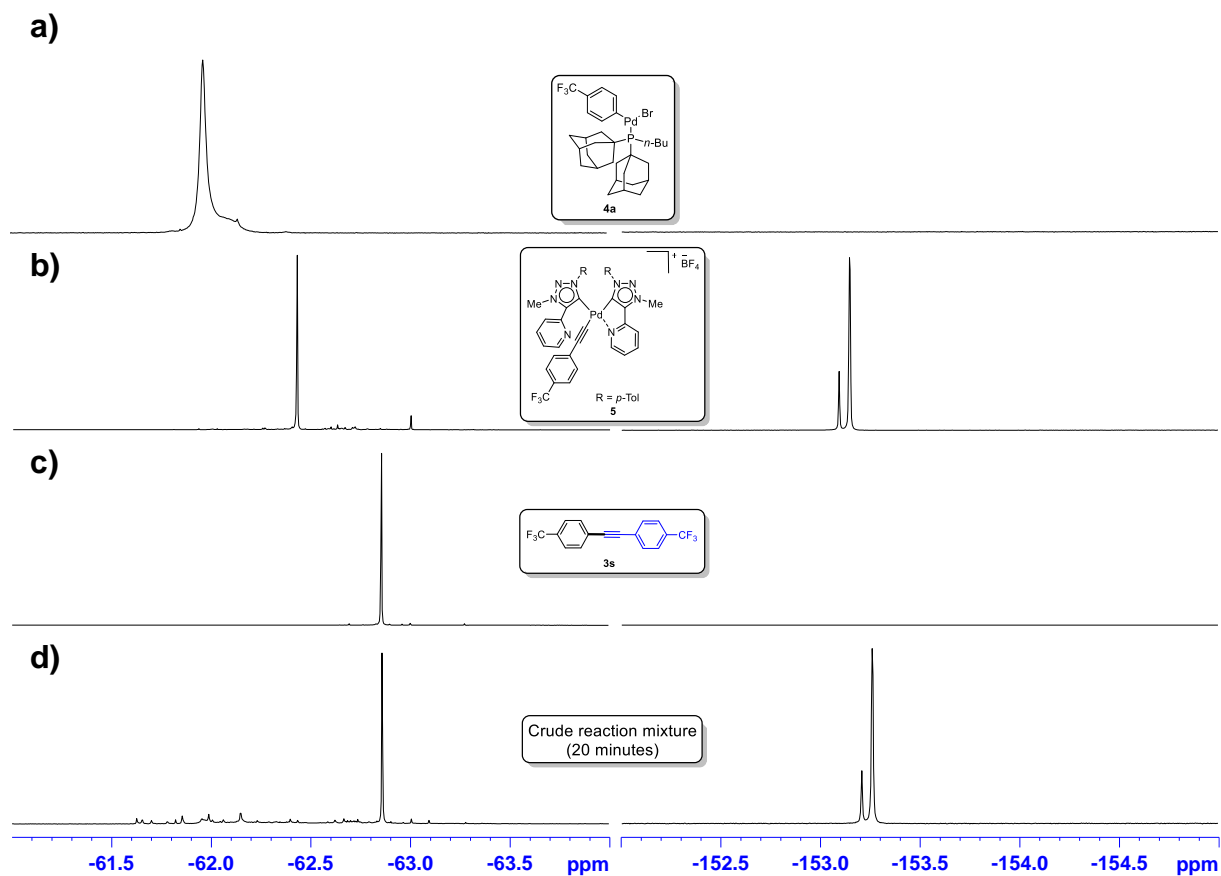 a)
F3C
Br
Pd
P
n-Bu
4a
b)
+
−
BF4
R
R
N
N
N
N
N
N
Me
Me
Pd
N
N
F3C
R = p-Tol
5
c)
F3C
CF3
3s
d)
Crude reaction mixture
(20 minutes)
-61.5 -62.0 -62.5 -63.0 -63.5 ppm -152.5 -153.0 -153.5 -154.0 -154.5 ppm